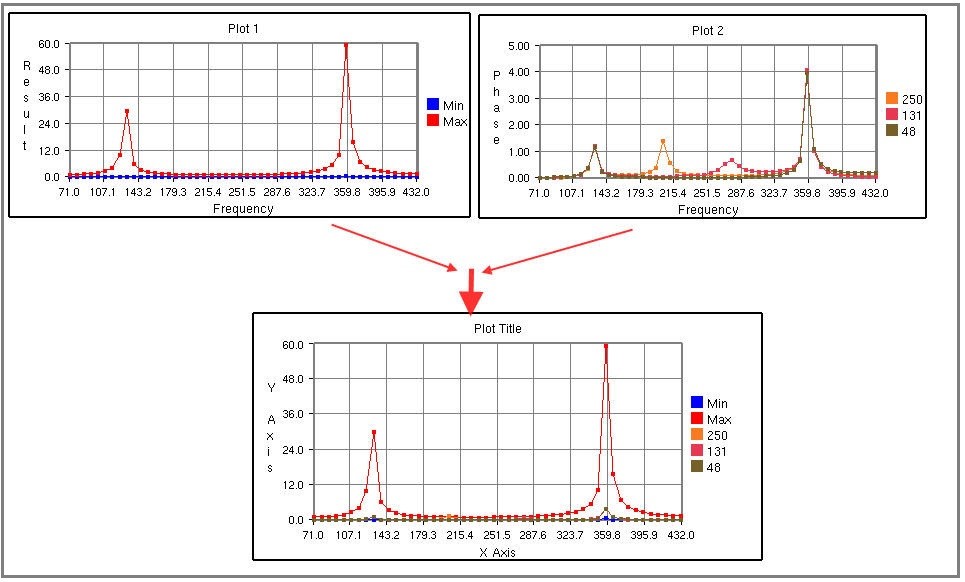 Plot 1
Result
60.0
48.0
36.0
24.0
12.0
0.0
71.0 107.1 143.2 179.3 215.4 251.5 287.6 323.7 359.8 395.9 432.0
Frequency
Min
Max
Plot 2
Phase
5.00
4.00
3.00
2.00
1.00
0.00
71.0 107.1 143.2 179.3 215.4 251.5 287.6 323.7 359.8 395.9 432.0
Frequency
250
131
48
Plot Title
Y Axis
60.0
48.0
36.0
24.0
12.0
0.0
71.0 107.1 143.2 179.3 215.4 251.5 287.6 323.7 359.8 395.9 432.0
X Axis
Min
Max
250
131
48